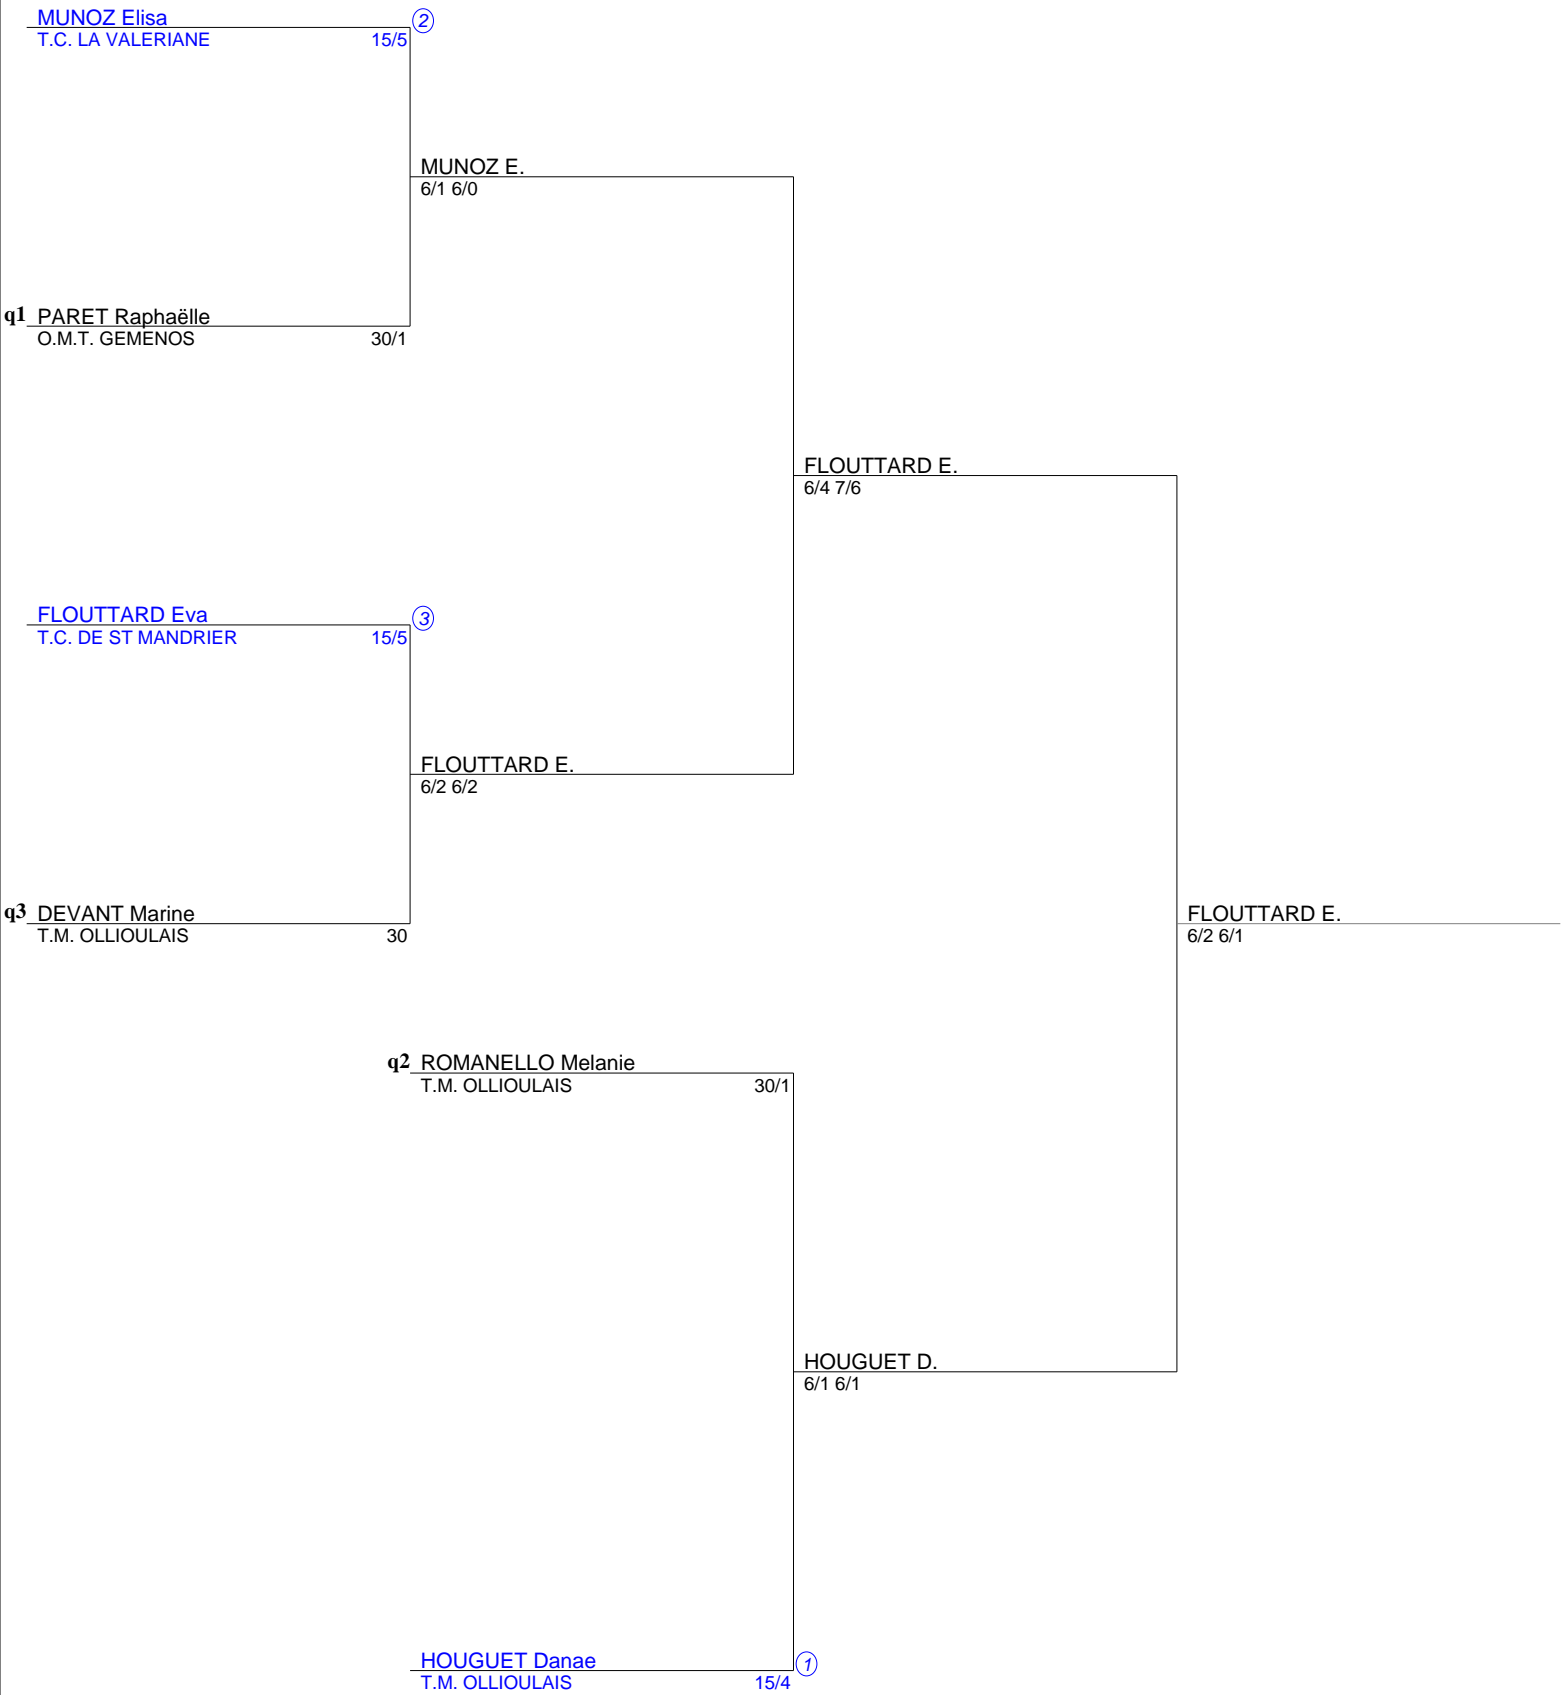 MUNOZ Elisa 2
T.C. LA VALERIANE 15/5
MUNOZ E.
6/1 6/0
q1 PARET Raphaëlle
O.M.T. GEMENOS 30/1
FLOUTTARD E.
6/4 7/6
FLOUTTARD Eva 3
T.C. DE ST MANDRIER 15/5
FLOUTTARD E.
6/2 6/2
q3 DEVANT Marine
T.M. OLLIOULAIS 30
FLOUTTARD E.
6/2 6/1
q2 ROMANELLO Melanie
T.M. OLLIOULAIS 30/1
HOUGUET D.
6/1 6/1
HOUGUET Danae 1
T.M. OLLIOULAIS 15/4